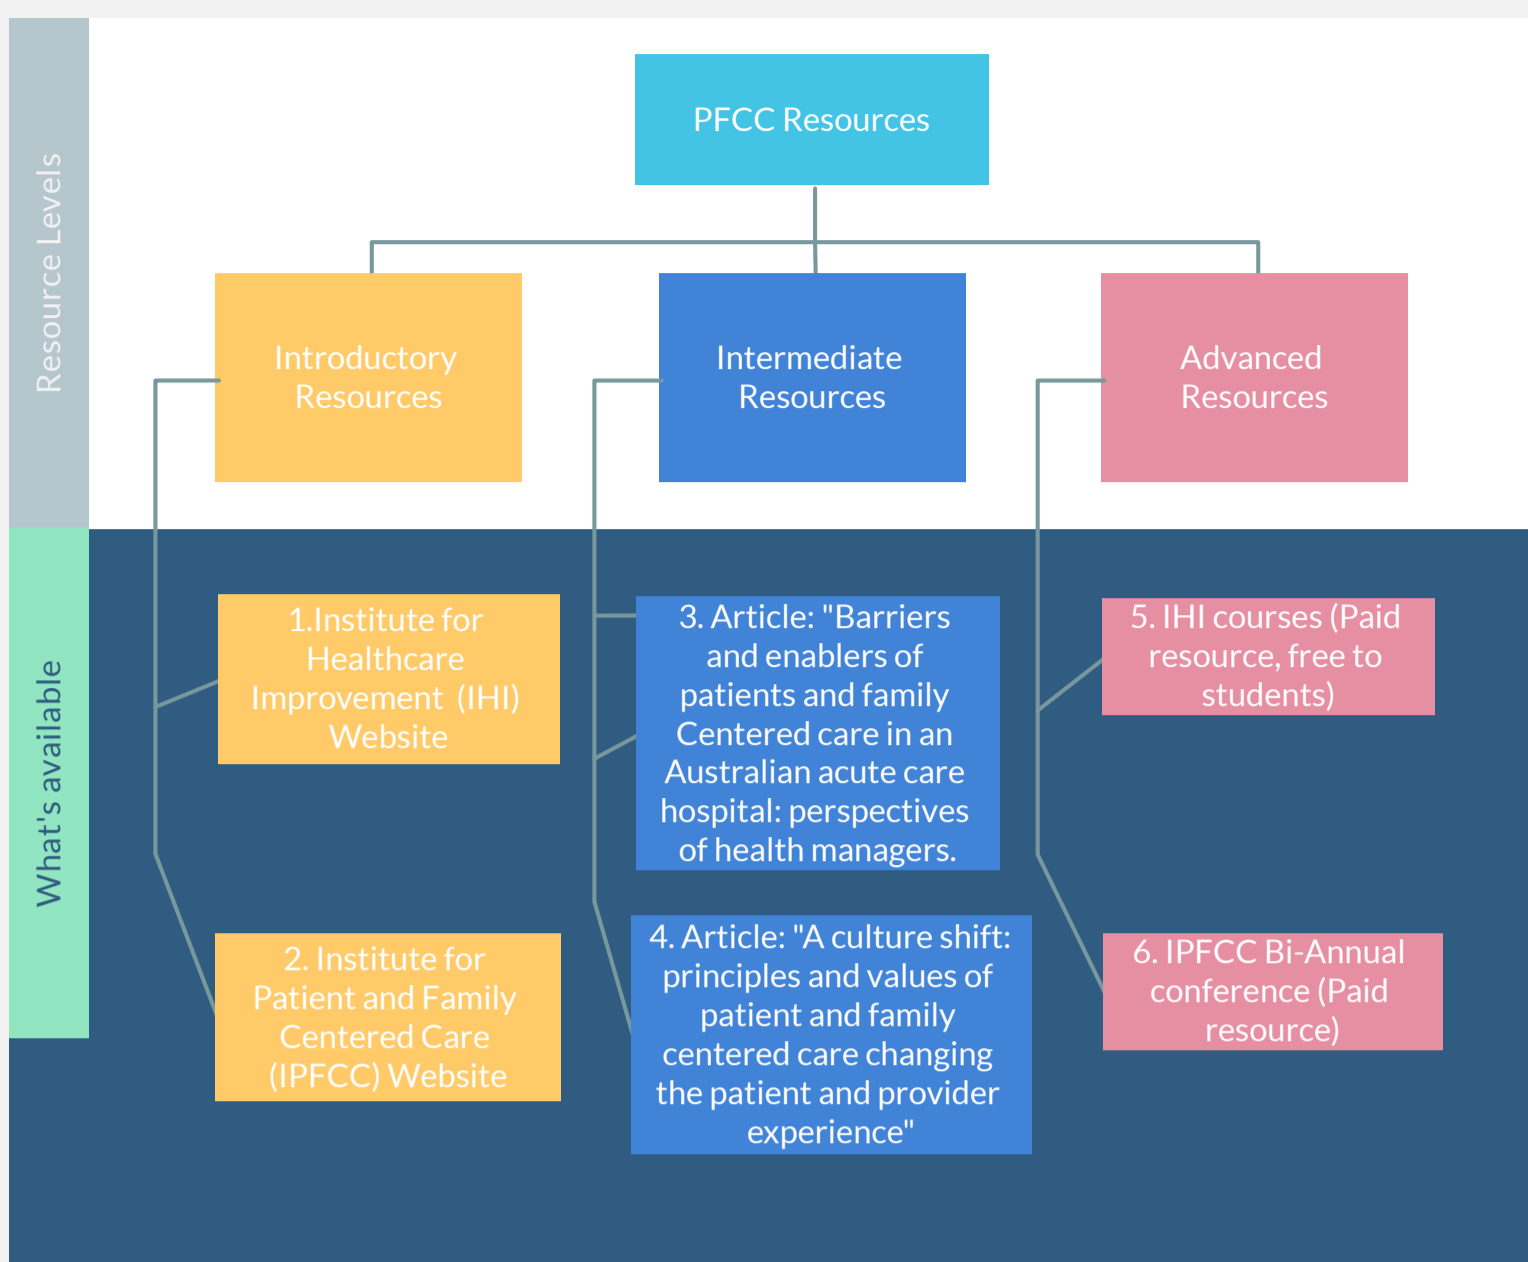 PFCC Resources
Resource Levels
Introductory
Resources
Intermediate
Resources
Advanced
Resources
What's available
1.Institute for
Healthcare
Improvement (IHI)
Website
2. Institute for
Patient and Family
Centered Care
(IPFCC) Website
3. Article: "Barriers
and enablers of
patients and family
Centered care in an
Australian acute care
hospital: perspectives
of health managers.
4. Article: "A culture shift:
principles and values of
patient and family
centered care changing
the patient and provider
experience"
5. IHI courses (Paid
resource, free to
students)
6. IPFCC Bi-Annual
conference (Paid
resource)